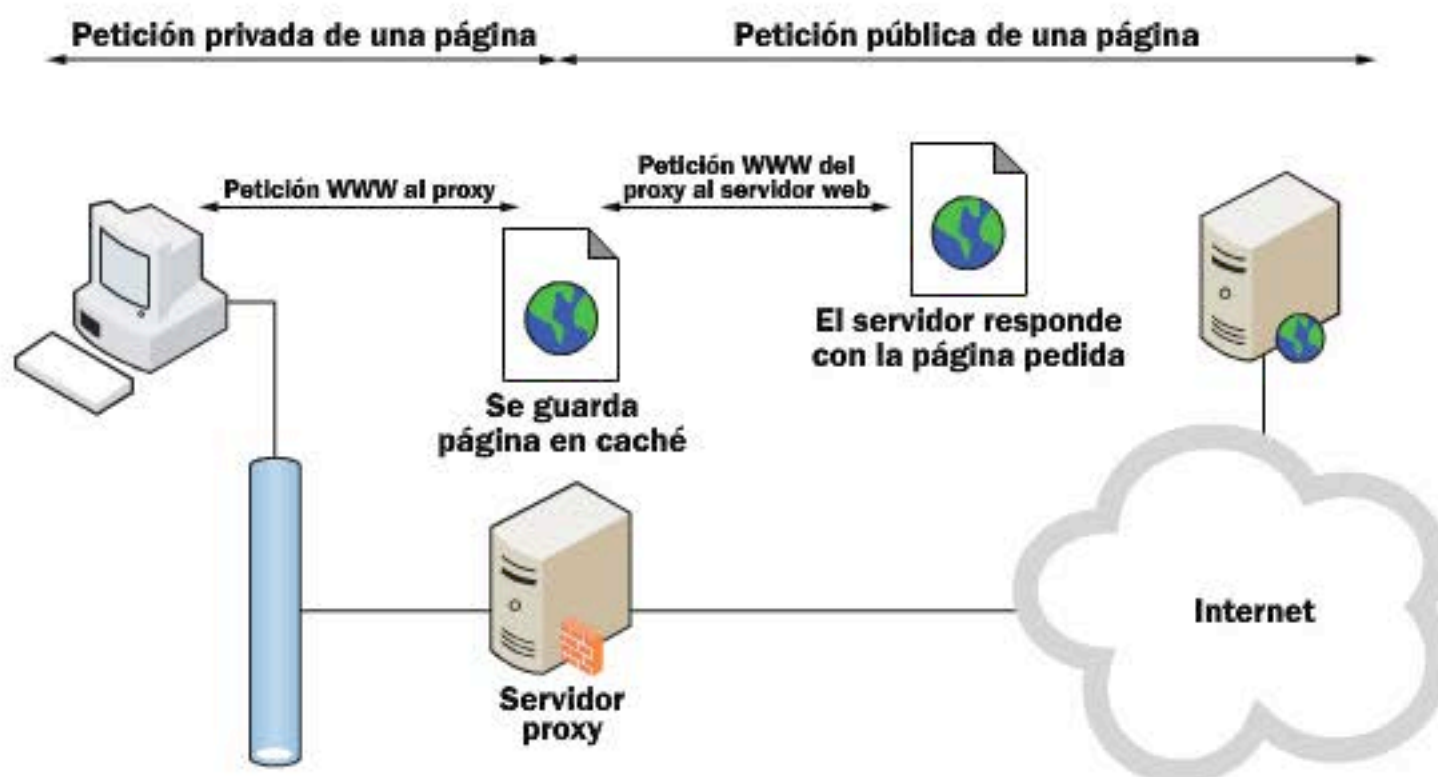 Petición privada de una página
Petición pública de una página
Petición WWW al proxy
Petición WWW del
proxy al servidor web
El servidor responde
con la página pedida
Se guarda
página en caché
Internet
Servidor
proxy